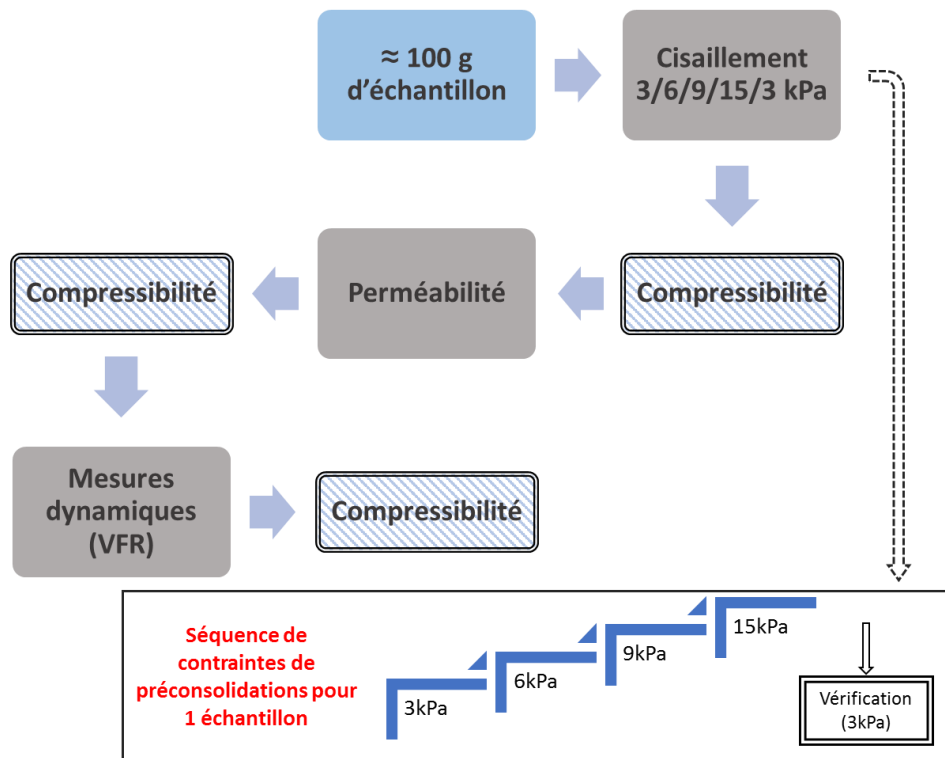 ≈ 100 g
d’échantillon
Cisaillement
3/6/9/15/3 kPa
Compressibilité
Perméabilité
Compressibilité
Mesures
dynamiques
(VFR)
Compressibilité
Séquence de
contraintes de
préconsolidations pour
1 échantillon
3kPa
6kPa
9kPa
15kPa
Vérification
(3kPa)